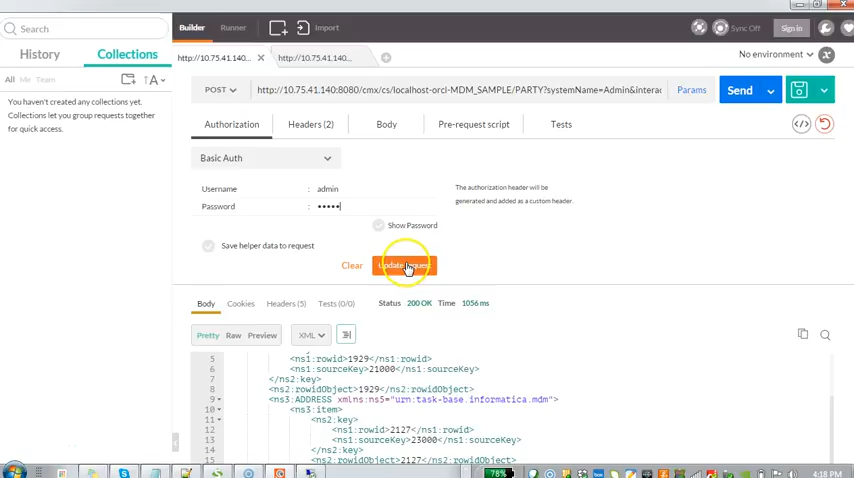 Search
Builder
Runner
Import
Sync Off
Sign in
History
Collections
http://10.75.41.140...
http://10.75.41.140...
No environment
All Me Team
↑A
POST
http://10.75.41.140:8080/cmx/cs/localhost-orcl-MDM_SAMPLE/PARTY?systemName=Admin&interac
Params
Send
You haven't created any collections yet.
Collections let you group requests together
for quick access.
Authorization
Headers (2)
Body
Pre-request script
Tests
Basic Auth
Username : admin
The authorization header will be
generated and added as a custom header.
Password : •••••
Show Password
Save helper data to request
Clear
Update request
Body
Cookies
Headers (5)
Tests (0/0)
Status 200 OK Time 1056 ms
Pretty Raw Preview
XML
5 <ns1:rowid>1929</ns1:rowid>
6 <ns1:sourceKey>21000</ns1:sourceKey>
7 </ns2:key>
8 <ns2:rowidObject>1929</ns2:rowidObject>
9 <ns3:ADDRESS xmlns:ns5="urn:task-base.informatica.mdm">
10 <ns3:item>
11 <ns2:key>
12 <ns1:rowid>2127</ns1:rowid>
13 <ns1:sourceKey>23000</ns1:sourceKey>
14 </ns2:key>
15 <ns2:rowidObject>2127</ns2:rowidObject>
78%
4:18 PM